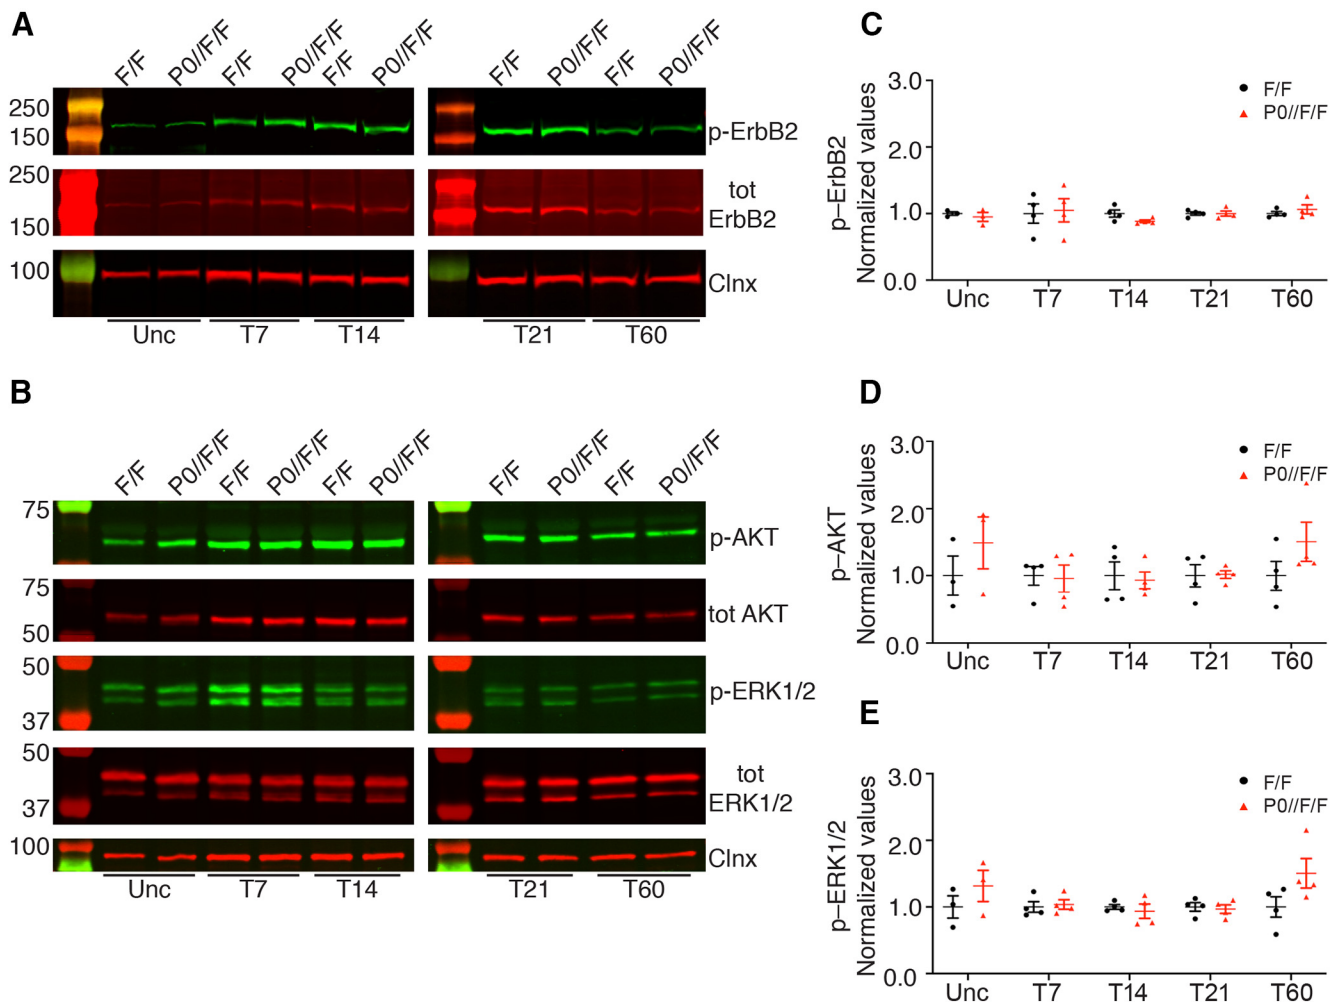 A
F/F P0//F/F F/F P0//F/F F/F P0//F/F F/F P0//F/F F/F P0//F/F
250
150
p-ErbB2
250
150
tot
ErbB2
100
Clnx
Unc T7 T14 T21 T60
B
F/F P0//F/F F/F P0//F/F F/F P0//F/F F/F P0//F/F F/F P0//F/F
75
p-AKT
75
50
tot AKT
50
37
p-ERK1/2
50
37
tot
ERK1/2
100
Clnx
Unc T7 T14 T21 T60
C
p–ErbB2
Normalized values
3.0
2.0
1.0
0.0
F/F
P0//F/F
Unc T7 T14 T21 T60
D
p–AKT
Normalized values
3.0
2.0
1.0
0.0
F/F
P0//F/F
Unc T7 T14 T21 T60
E
p–ERK1/2
Normalized values
3.0
2.0
1.0
0.0
F/F
P0//F/F
Unc T7 T14 T21 T60